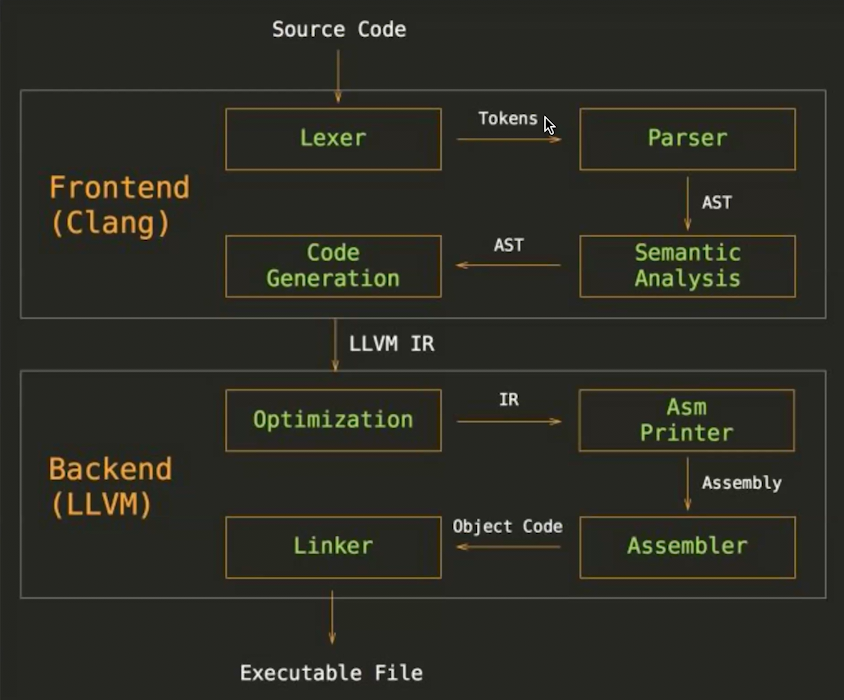 Source Code
Lexer
Tokens
Parser
Frontend
(Clang)
AST
Code
Generation
AST
Semantic
Analysis
LLVM IR
Optimization
IR
Asm
Printer
Backend
(LLVM)
Assembly
Linker
Object Code
Assembler
Executable File